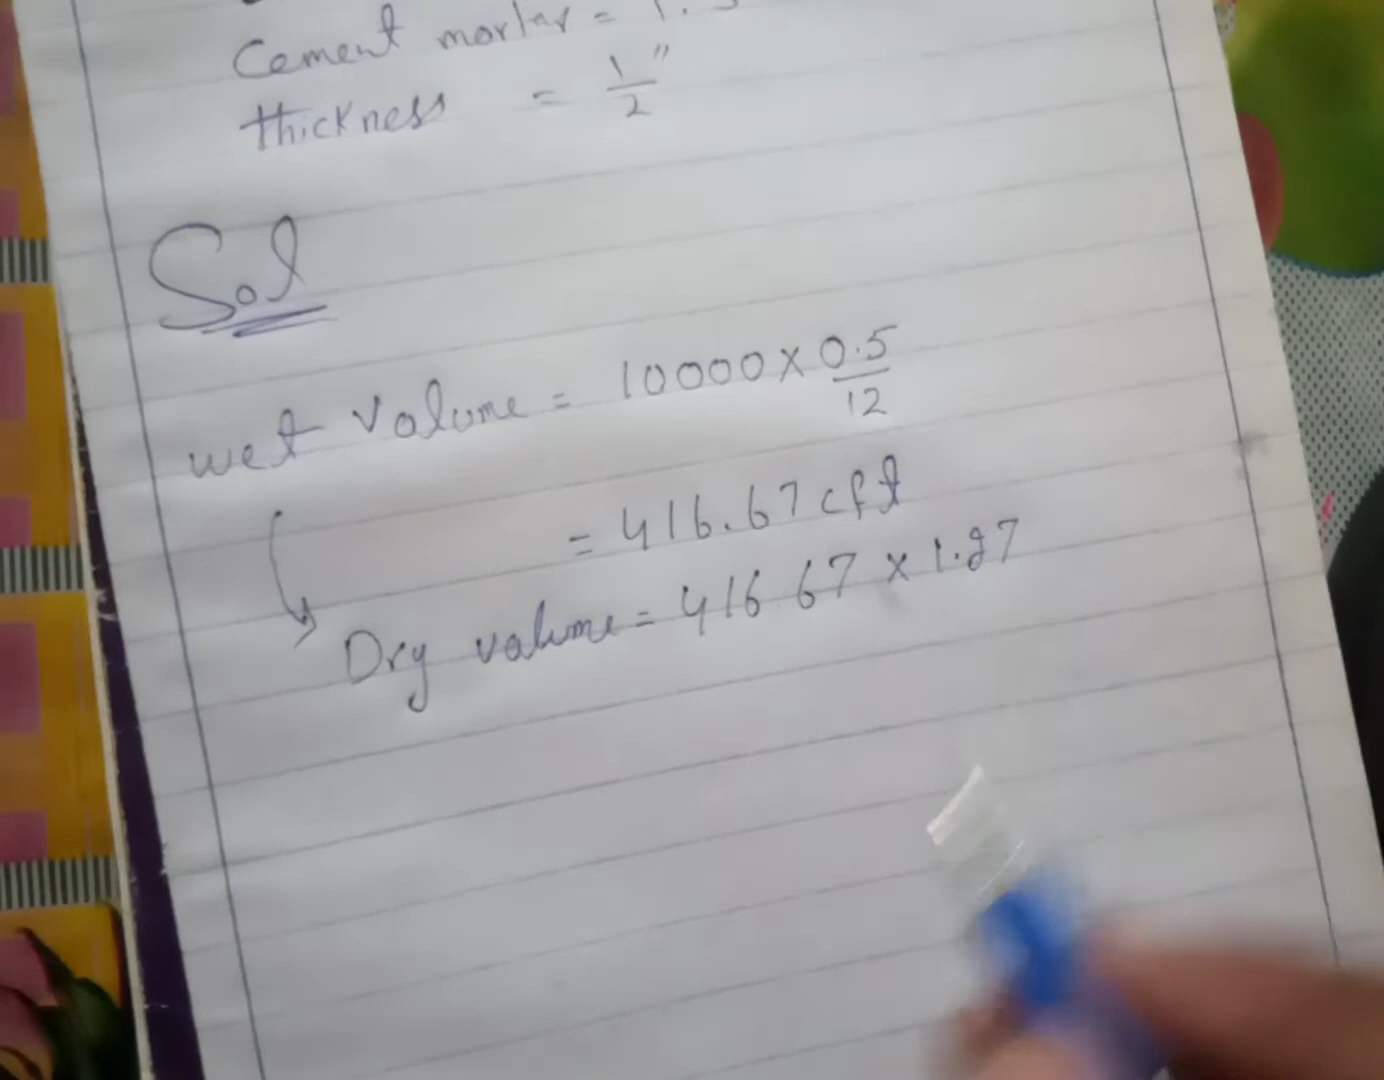 Cement mortar =
thickness = 1/2"
Sol
wet Volume = 10000 × 0.5/12
= 416.67 cft
Dry volume = 416 67 × 1.27